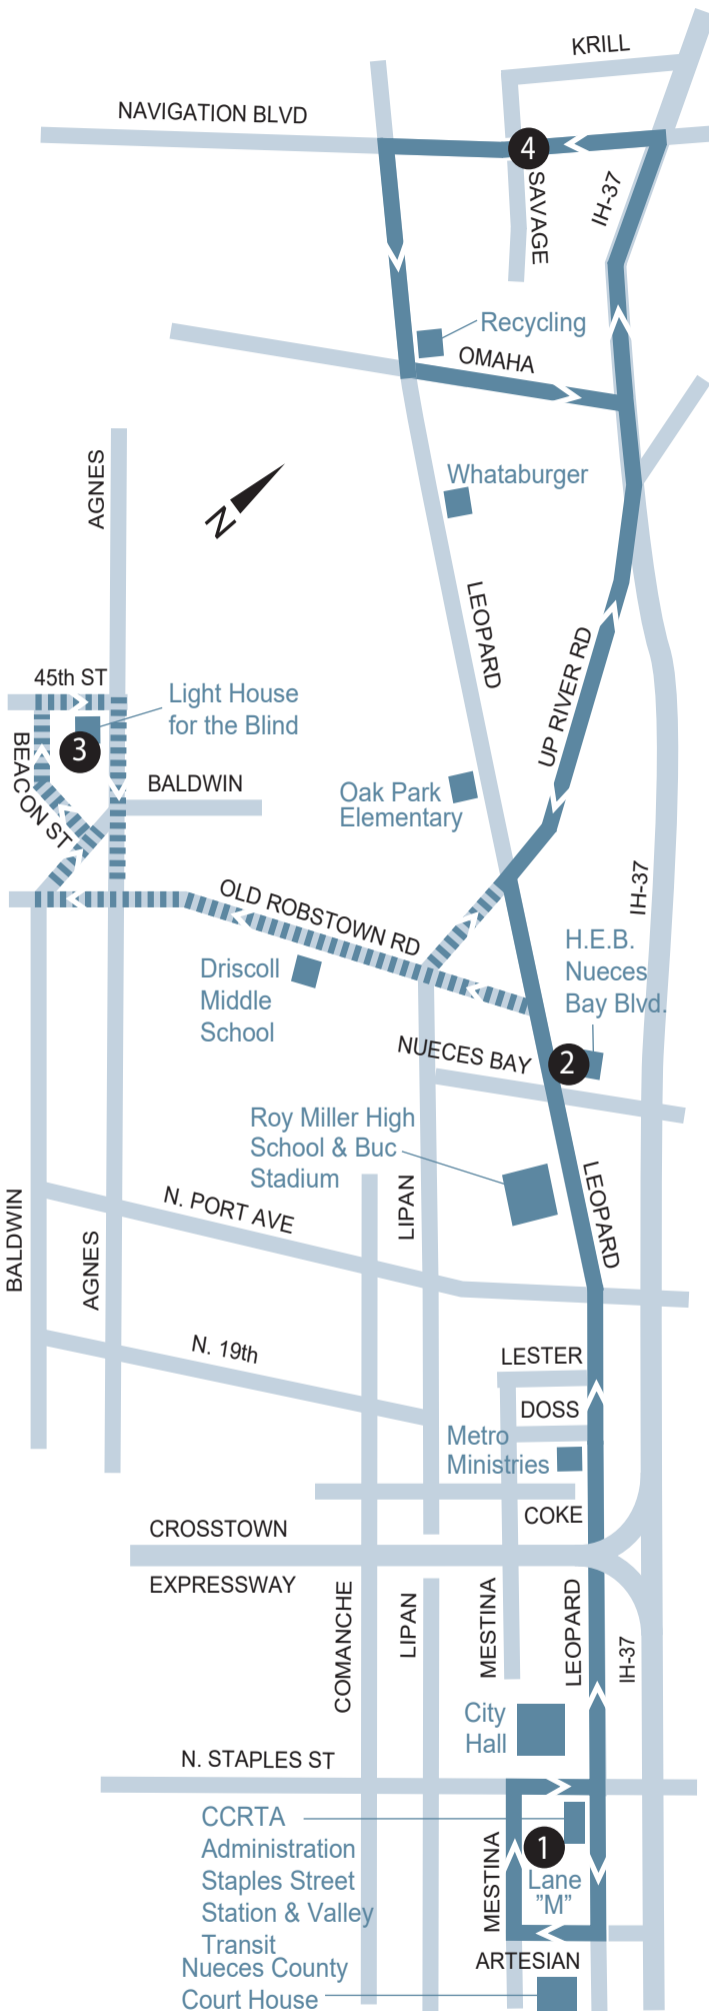 KRILL
NAVIGATION BLVD
4
SAVAGE
IH-37
Recycling
OMAHA
Whataburger
AGNES
N
LEOPARD
UP RIVER RD
45th ST
Light House
for the Blind
3
BEACON ST
BALDWIN
Oak Park
Elementary
IH-37
OLD ROBSTOWN RD
H.E.B.
Nueces
Bay Blvd.
Driscoll
Middle
School
NUECES BAY
2
Roy Miller High
School & Buc
Stadium
LEOPARD
N. PORT AVE
LIPAN
BALDWIN
AGNES
N. 19th
LESTER
DOSS
Metro
Ministries
COKE
CROSSTOWN
EXPRESSWAY
COMANCHE
LIPAN
MESTINA
LEOPARD
IH-37
City
Hall
N. STAPLES ST
CCRTA
Administration
Staples Street
Station & Valley
Transit
1
Lane
"M"
MESTINA
ARTESIAN
Nueces County
Court House